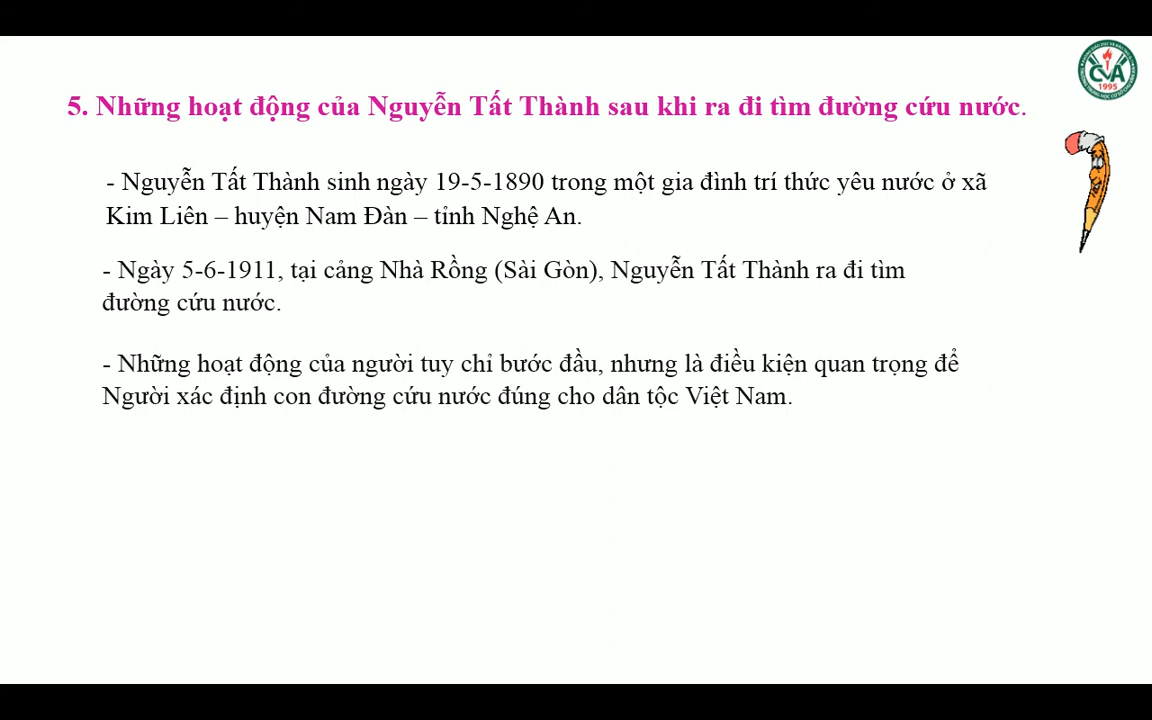 5. Những hoạt động của Nguyễn Tất Thành sau khi ra đi tìm đường cứu nước.
- Nguyễn Tất Thành sinh ngày 19-5-1890 trong một gia đình trí thức yêu nước ở xã
Kim Liên – huyện Nam Đàn – tỉnh Nghệ An.
- Ngày 5-6-1911, tại cảng Nhà Rồng (Sài Gòn), Nguyễn Tất Thành ra đi tìm
đường cứu nước.
- Những hoạt động của người tuy chỉ bước đầu, nhưng là điều kiện quan trọng để
Người xác định con đường cứu nước đúng cho dân tộc Việt Nam.
CVA
1995